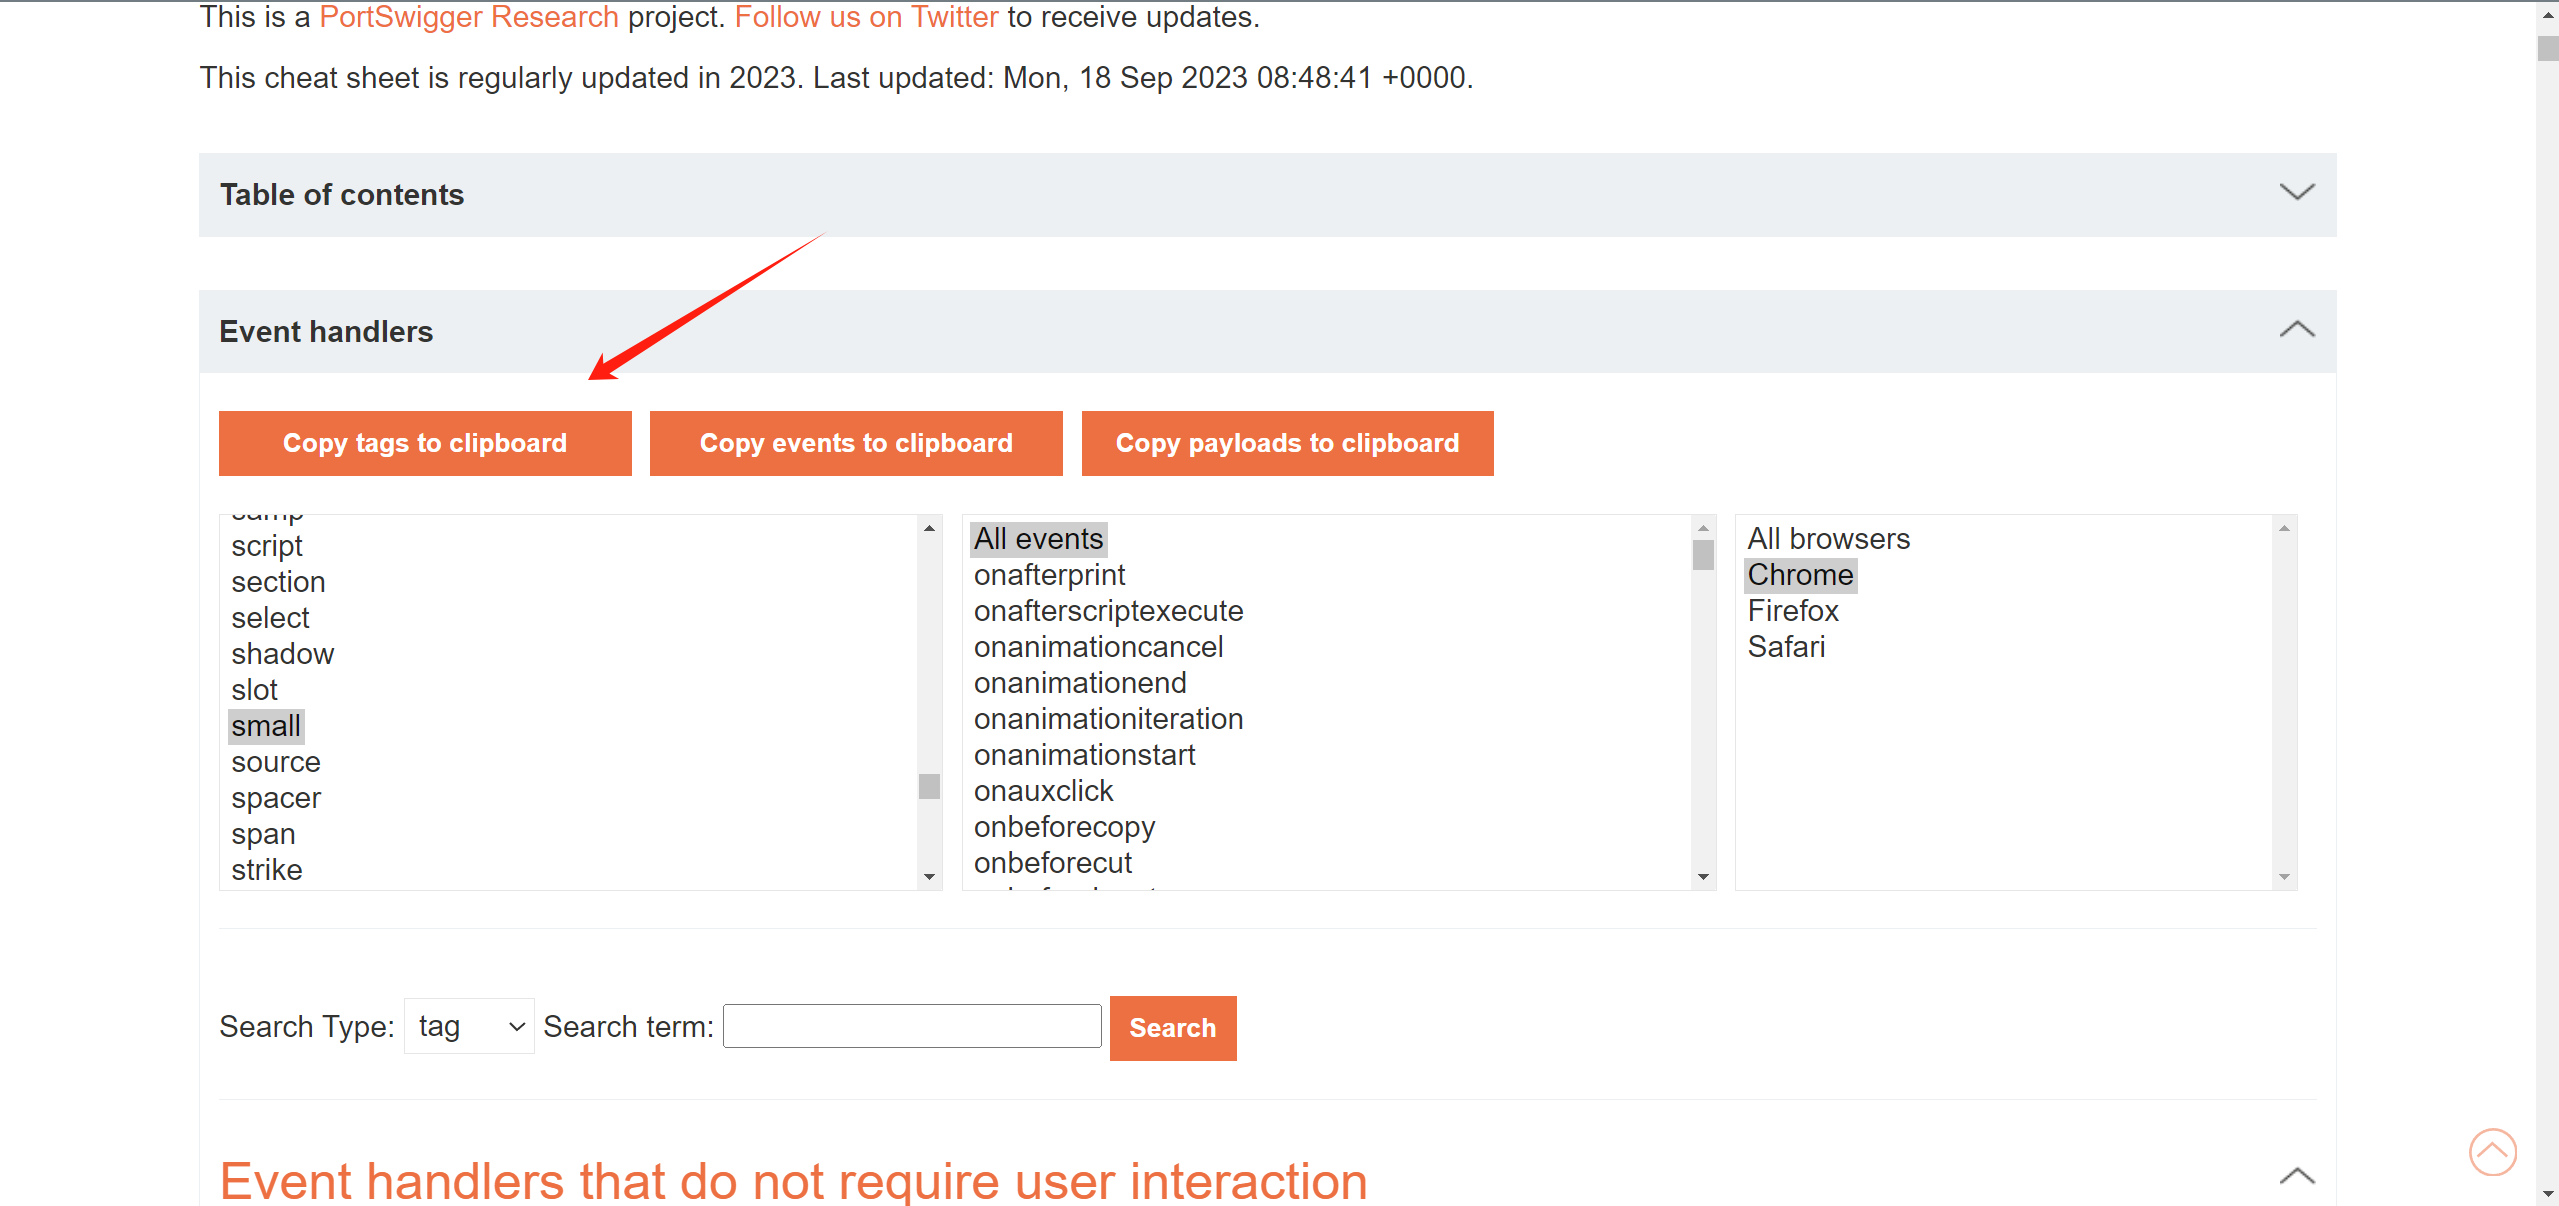 This is a PortSwigger Research project. Follow us on Twitter to receive updates.
This cheat sheet is regularly updated in 2023. Last updated: Mon, 18 Sep 2023 08:48:41 +0000.
Table of contents
Event handlers
Copy tags to clipboard
Copy events to clipboard
Copy payloads to clipboard
samp
script
section
select
shadow
slot
small
source
spacer
span
strike
All events
onafterprint
onafterscriptexecute
onanimationcancel
onanimationend
onanimationiteration
onanimationstart
onauxclick
onbeforecopy
onbeforecut
All browsers
Chrome
Firefox
Safari
Search Type: tag Search term: Search
Event handlers that do not require user interaction